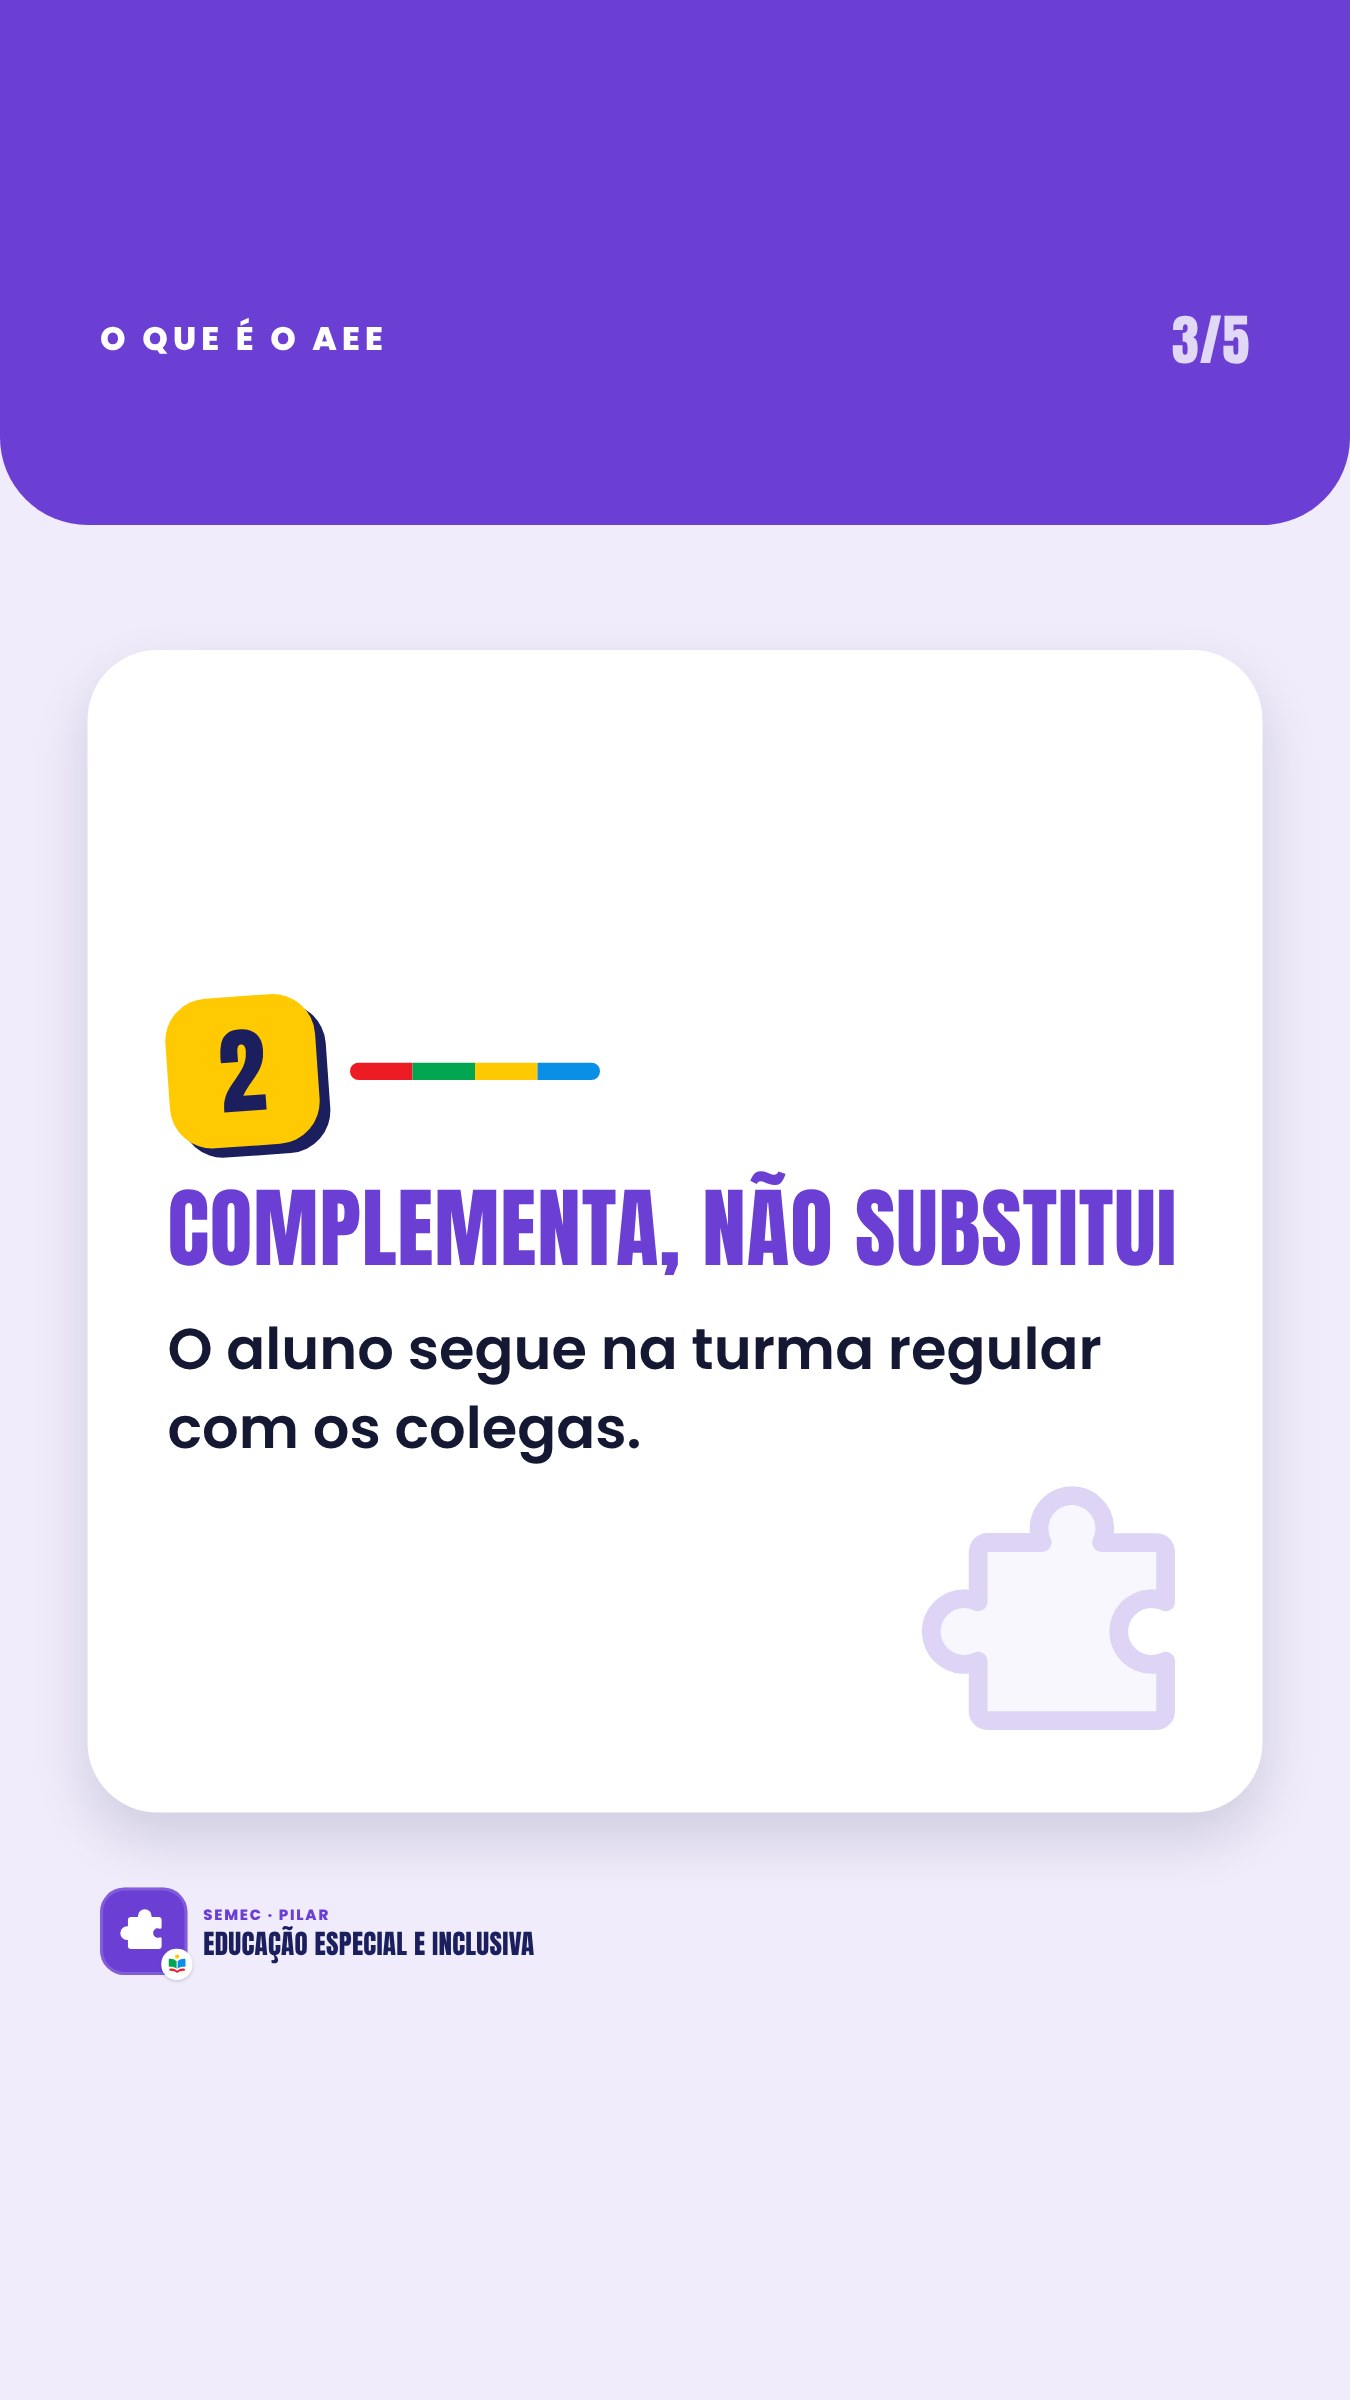 O QUE É O AEE
3/5
2
COMPLEMENTA, NÃO SUBSTITUI
O aluno segue na turma regular
com os colegas.
SEMEC · PILAR
EDUCAÇÃO ESPECIAL E INCLUSIVA